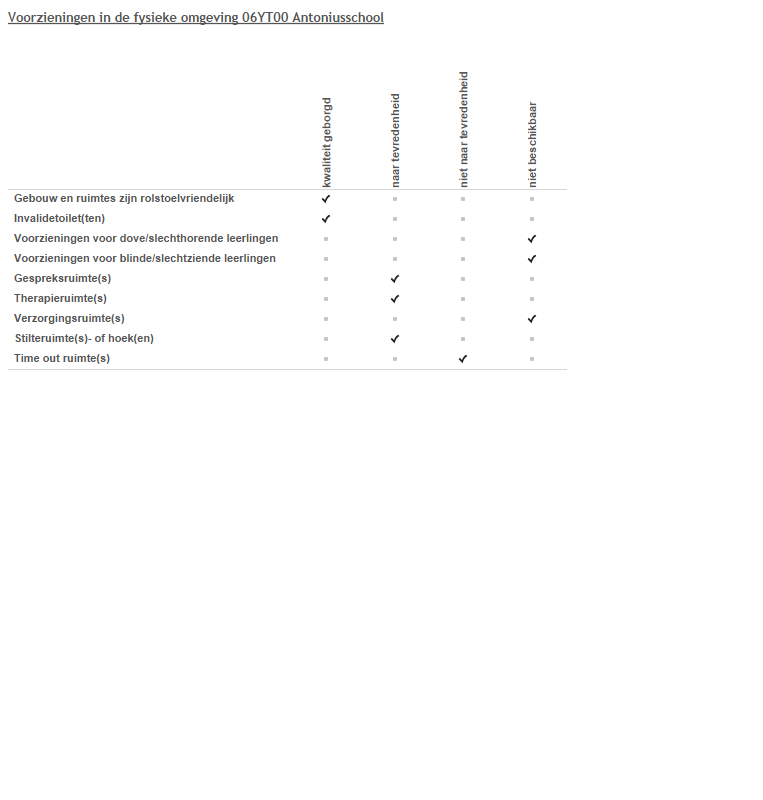 Voorzieningen in de fysieke omgeving 06YT00 Antoniusschool
kwaliteit geborgd
naar tevredenheid
niet naar tevredenheid
niet beschikbaar
Gebouw en ruimtes zijn rolstoelvriendelijk
Invalidetoilet(ten)
Voorzieningen voor dove/slechthorende leerlingen
Voorzieningen voor blinde/slechtziende leerlingen
Gespreksruimte(s)
Therapieruimte(s)
Verzorgingsruimte(s)
Stilteruimte(s)- of hoek(en)
Time out ruimte(s)